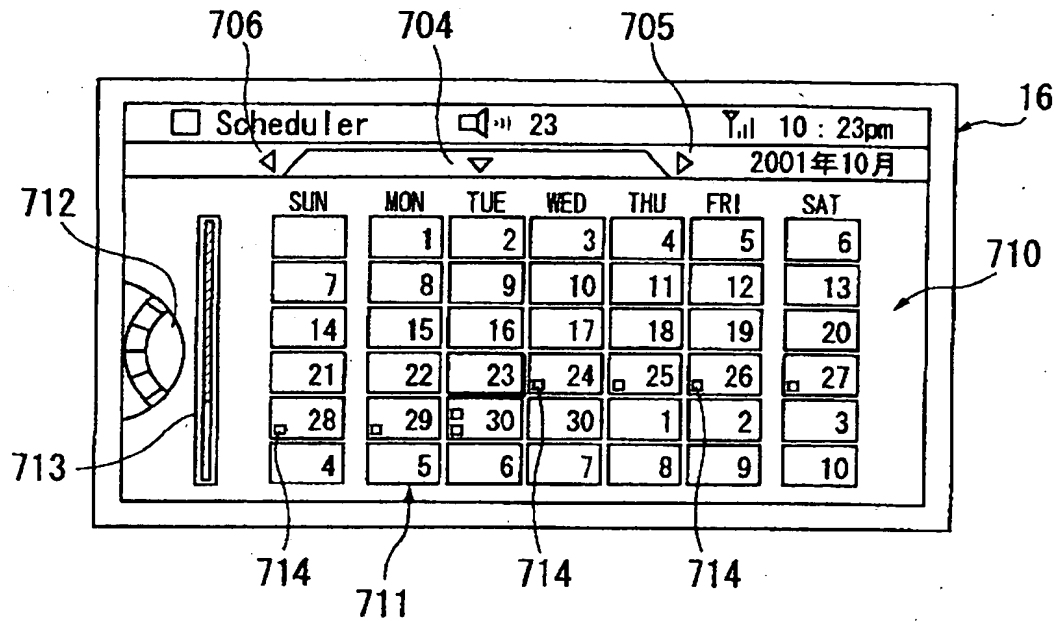 706 704 705
16
Scheduler 23 10 : 23pm
2001年10月
SUN MON TUE WED THU FRI SAT
712
1 2 3 4 5 6
710
7 8 9 10 11 12 13
14 15 16 17 18 19 20
21 22 23 24 25 26 27
28 29 30 30 1 2 3
713
4 5 6 7 8 9 10
714 711 714 714